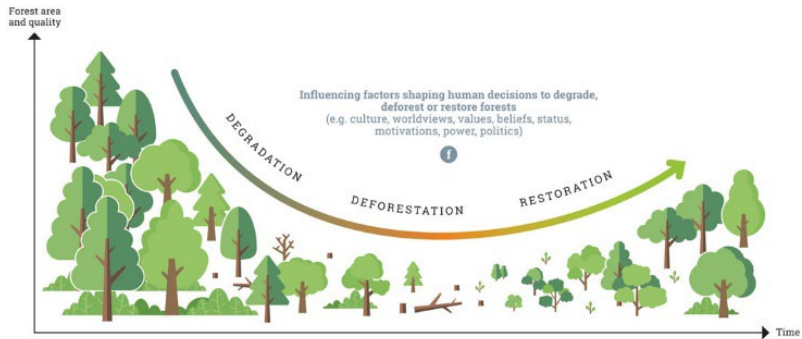 Forest area
and quality
Influencing factors shaping human decisions to degrade,
deforest or restore forests
(e.g. culture, worldviews, values, beliefs, status,
motivations, power, politics)
f
DEGRADATION
DEFORESTATION
RESTORATION
Time